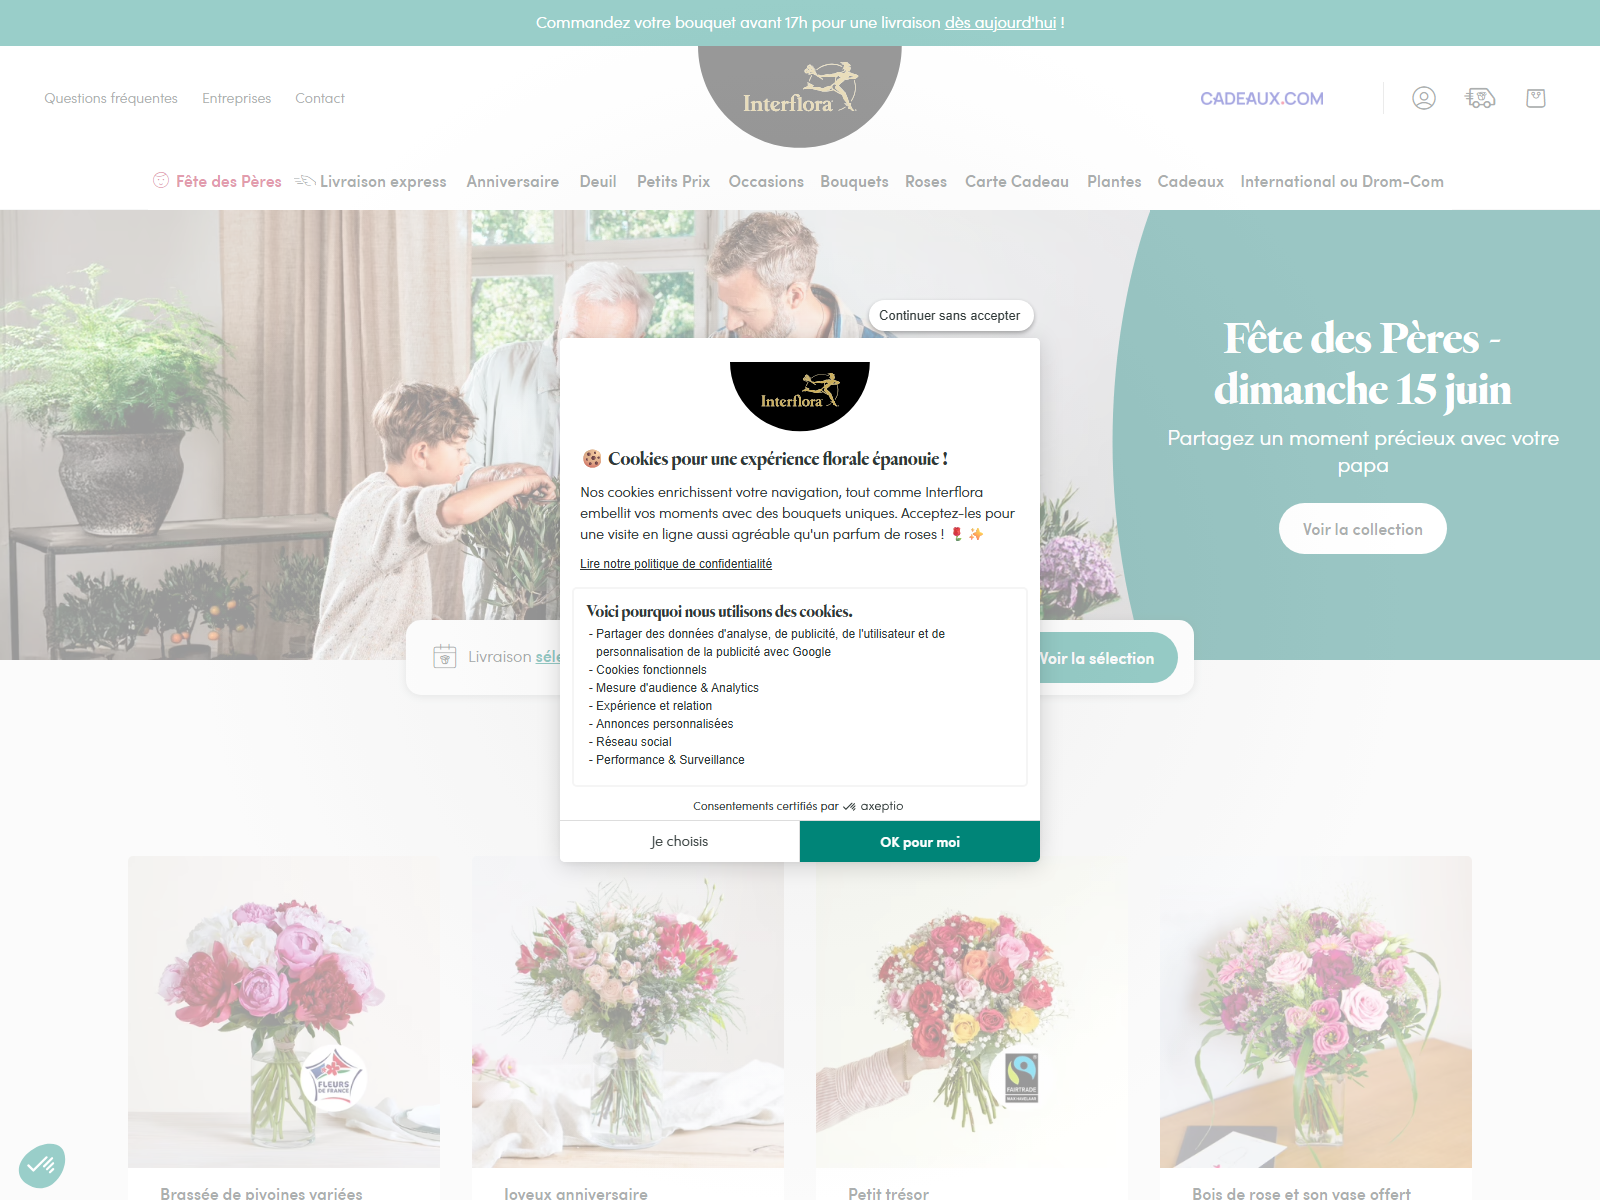 Commandez votre bouquet avant 17h pour une livraison dès aujourd'hui !
Questions fréquentes Entreprises Contact
Interflora
CADEAUX.COM
Fête des Pères Livraison express Anniversaire Deuil Petits Prix Occasions Bouquets Roses Carte Cadeau Plantes Cadeaux International ou Drom-Com
Continuer sans accepter
Fête des Pères -
dimanche 15 juin
Partagez un moment précieux avec votre
papa
Voir la collection
Interflora
🍪 Cookies pour une expérience florale épanouie !
Nos cookies enrichissent votre navigation, tout comme Interflora
embellit vos moments avec des bouquets uniques. Acceptez-les pour
une visite en ligne aussi agréable qu'un parfum de roses ! 🌹 ✨
Lire notre politique de confidentialité
Voici pourquoi nous utilisons des cookies.
- Partager des données d'analyse, de publicité, de l'utilisateur et de
personnalisation de la publicité avec Google
- Cookies fonctionnels
- Mesure d'audience & Analytics
- Expérience et relation
- Annonces personnalisées
- Réseau social
- Performance & Surveillance
Consentements certifiés par axeptio
Je choisis OK pour moi
Livraison
Voir la sélection
FLEURS
DE FRANCE
FAIRTRADE
MAX HAVELAAR
Brassée de pivoines variées
Joyeux anniversaire
Petit trésor
Bois de rose et son vase offert